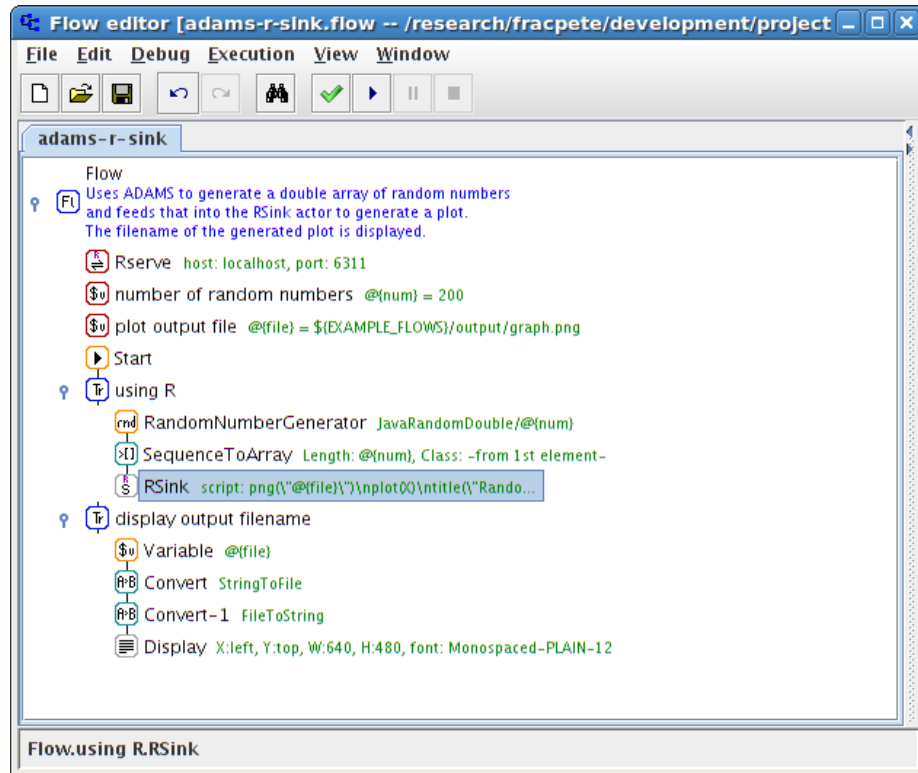 Flow editor [adams-r-sink.flow -- /research/fracpete/development/project
File Edit Debug Execution View Window
adams-r-sink
Flow
Fl Uses ADAMS to generate a double array of random numbers
and feeds that into the RSink actor to generate a plot.
The filename of the generated plot is displayed.
R Rserve host: localhost, port: 6311
$v number of random numbers @{num} = 200
$v plot output file @{file} = ${EXAMPLE_FLOWS}/output/graph.png
Start
Tr using R
rnd RandomNumberGenerator JavaRandomDouble/@{num}
>[] SequenceToArray Length: @{num}, Class: -from 1st element-
R S RSink script: png(\"@{file}\")\nplot(X)\ntitle(\"Rando...
Tr display output filename
$v Variable @{file}
A>B Convert StringToFile
A>B Convert-1 FileToString
Display X:left, Y:top, W:640, H:480, font: Monospaced-PLAIN-12
Flow.using R.RSink